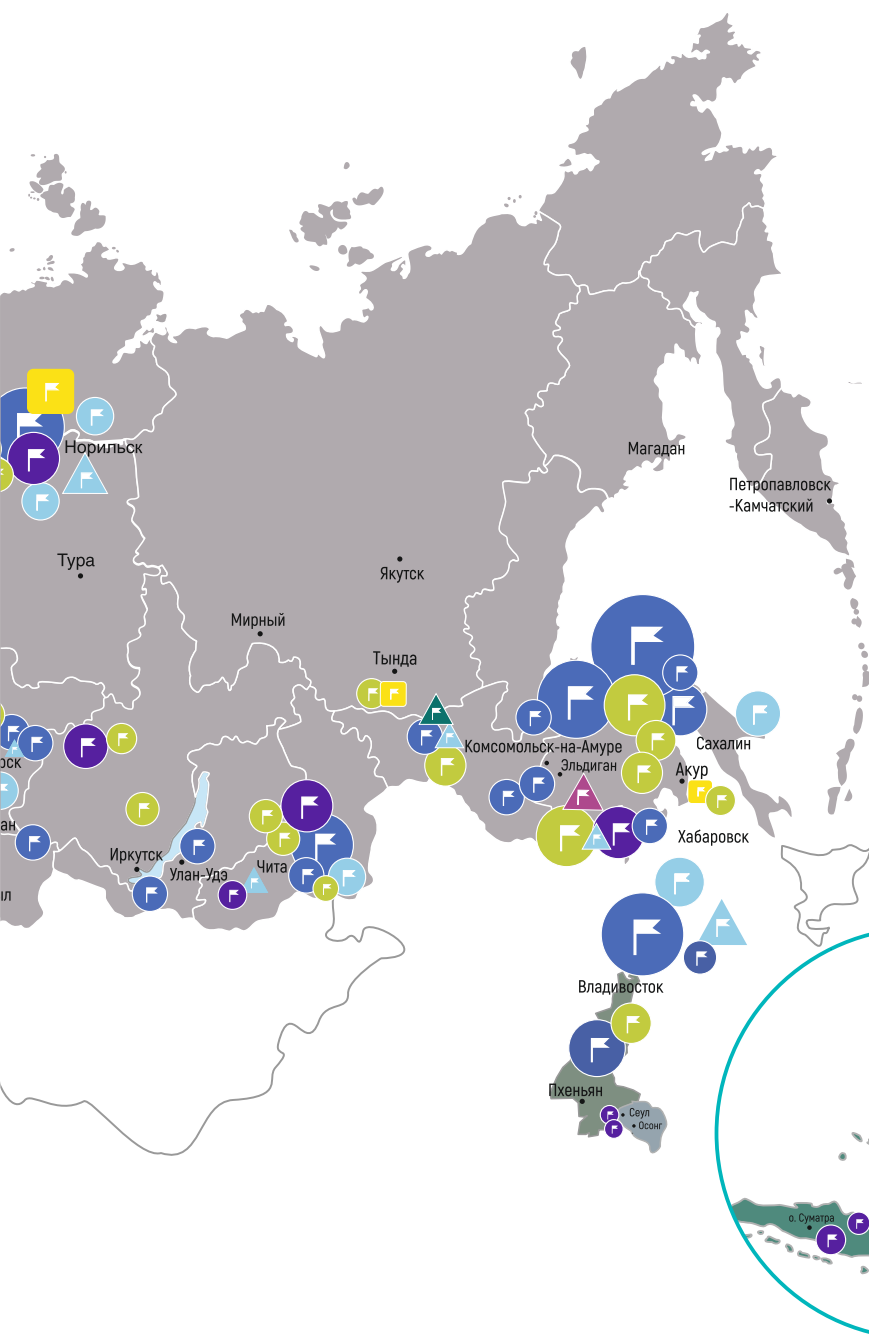 Норильск
Магадан
Петропавловск
-Камчатский
Тура
Якутск
Мирный
Тында
Комсомольск-на-Амуре
Сахалин
Эльдиган
Акур
Хабаровск
Иркутск
Улан-Удэ
Чита
Владивосток
Пхеньян
Сеул
Осонг
о. Суматра